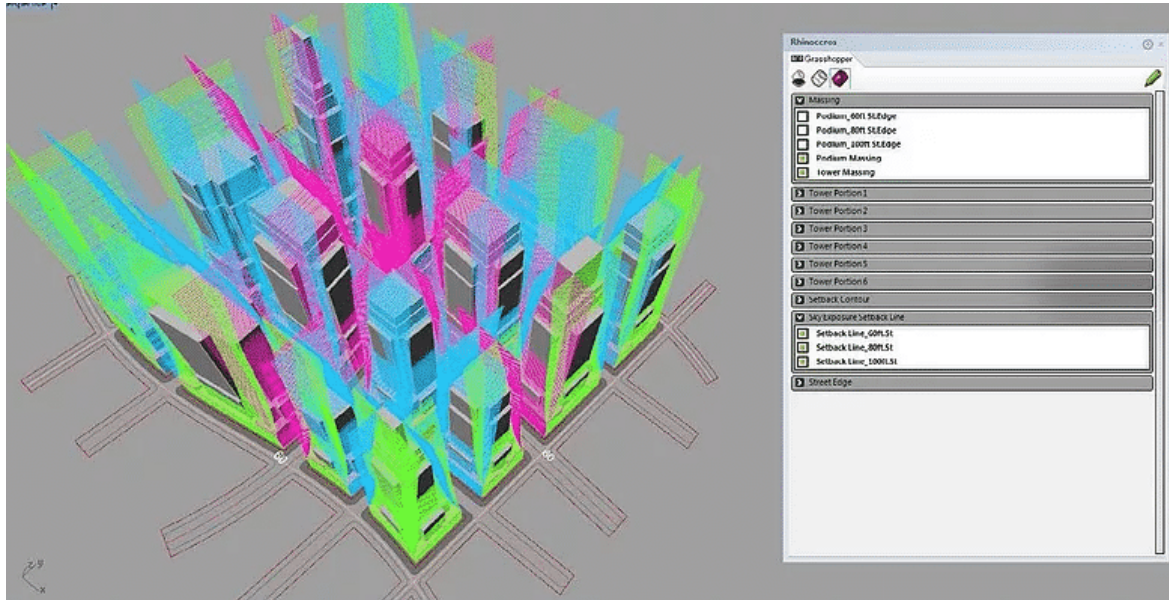 Rhinoceros
Grasshopper
Massing
Podium_60ft St.Edge
Podium_80ft St.Edge
Podium_100ft St.Edge
Podium Massing
Tower Massing
Tower Portion 1
Tower Portion 2
Tower Portion 3
Tower Portion 4
Tower Portion 5
Tower Portion 6
Setback Contour
Sky Exposure Setback Line
Setback Line_60ft.St
Setback Line_80ft.St
Setback Line_100ft.St
Street Edge
60
60
z y
x